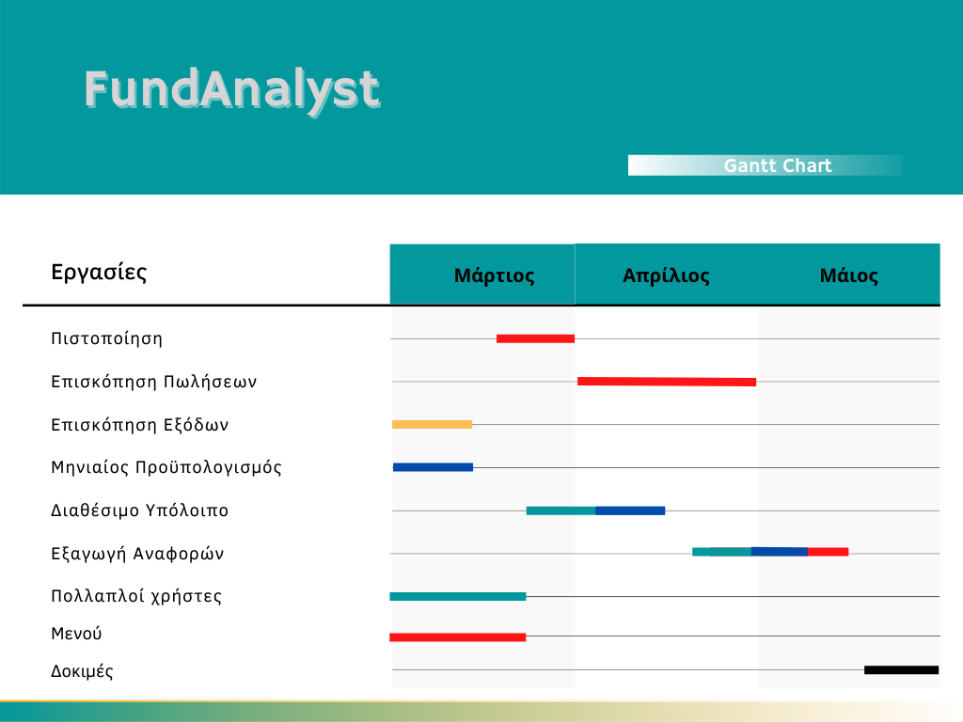 FundAnalyst
Gantt Chart
Εργασίες
Μάρτιος
Απρίλιος
Μάιος
Πιστοποίηση
Επισκόπηση Πωλήσεων
Επισκόπηση Εξόδων
Μηνιαίος Προϋπολογισμός
Διαθέσιμο Υπόλοιπο
Εξαγωγή Αναφορών
Πολλαπλοί χρήστες
Μενού
Δοκιμές